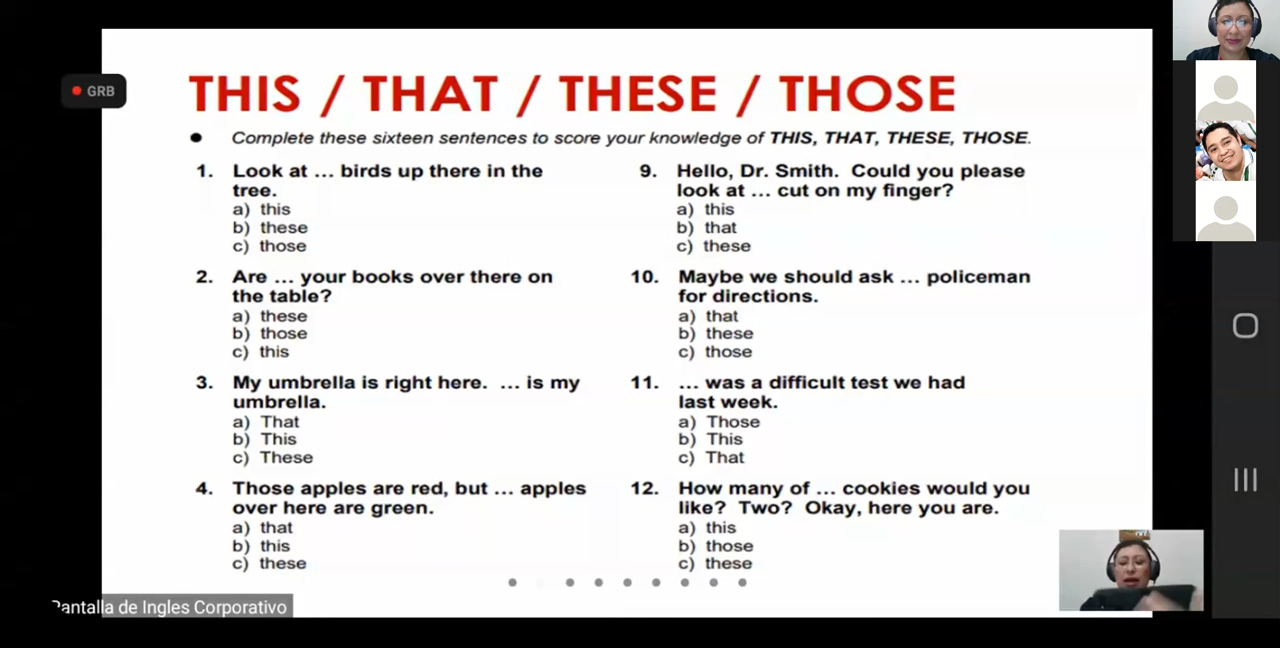 GRB
THIS / THAT / THESE / THOSE
● Complete these sixteen sentences to score your knowledge of THIS, THAT, THESE, THOSE.
1. Look at ... birds up there in the
tree.
a) this
b) these
c) those
2. Are ... your books over there on
the table?
a) these
b) those
c) this
3. My umbrella is right here. ... is my
umbrella.
a) That
b) This
c) These
4. Those apples are red, but ... apples
over here are green.
a) that
b) this
c) these
9. Hello, Dr. Smith. Could you please
look at ... cut on my finger?
a) this
b) that
c) these
10. Maybe we should ask ... policeman
for directions.
a) that
b) these
c) those
11. ... was a difficult test we had
last week.
a) Those
b) This
c) That
12. How many of ... cookies would you
like? Two? Okay, here you are.
a) this
b) those
c) these
Pantalla de Ingles Corporativo